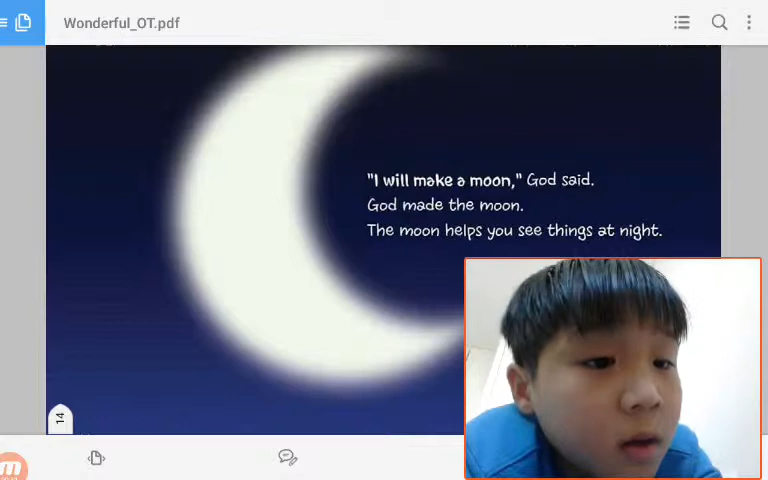 Wonderful_OT.pdf
"I will make a moon," God said.
God made the moon.
The moon helps you see things at night.
14